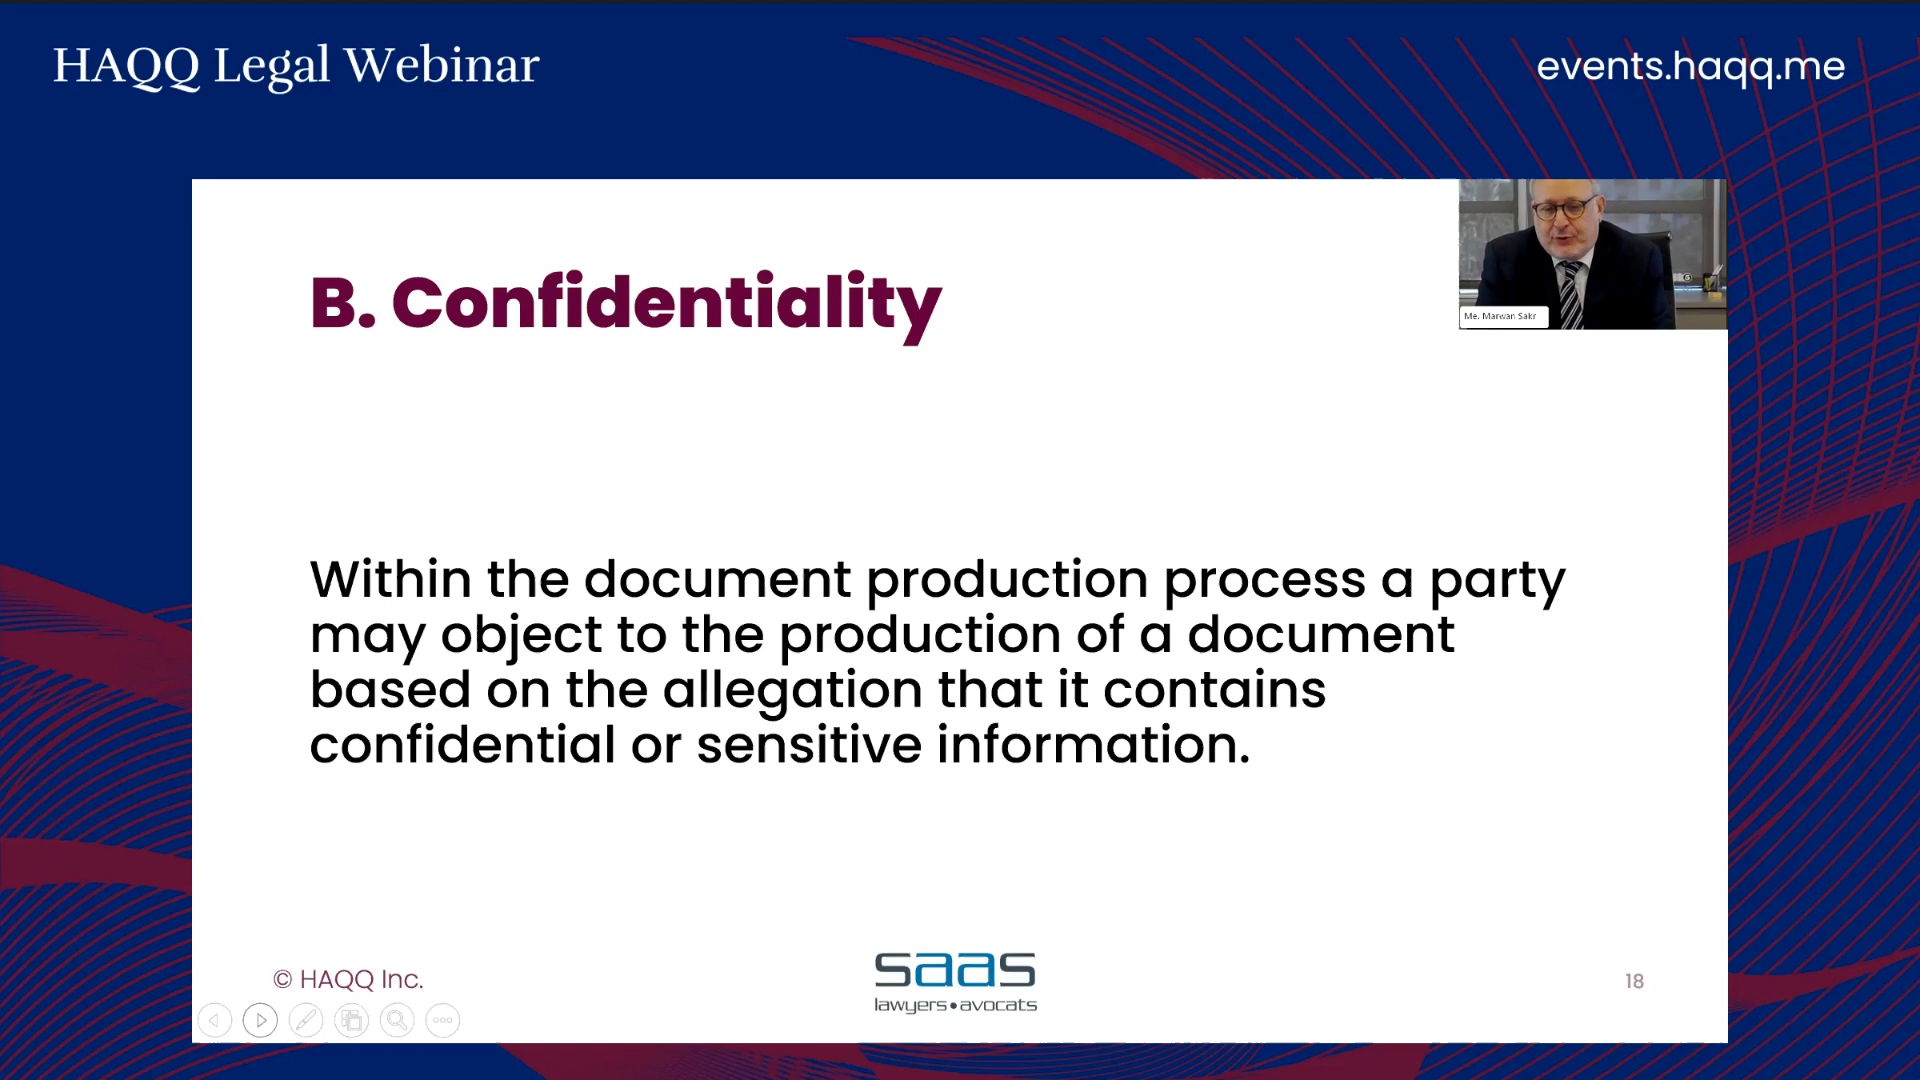 HAQQ Legal Webinar
events.haqq.me
Me. Marwan Sakr
B. Confidentiality
Within the document production process a party
may object to the production of a document
based on the allegation that it contains
confidential or sensitive information.
© HAQQ Inc.
saas
lawyers•avocats
18